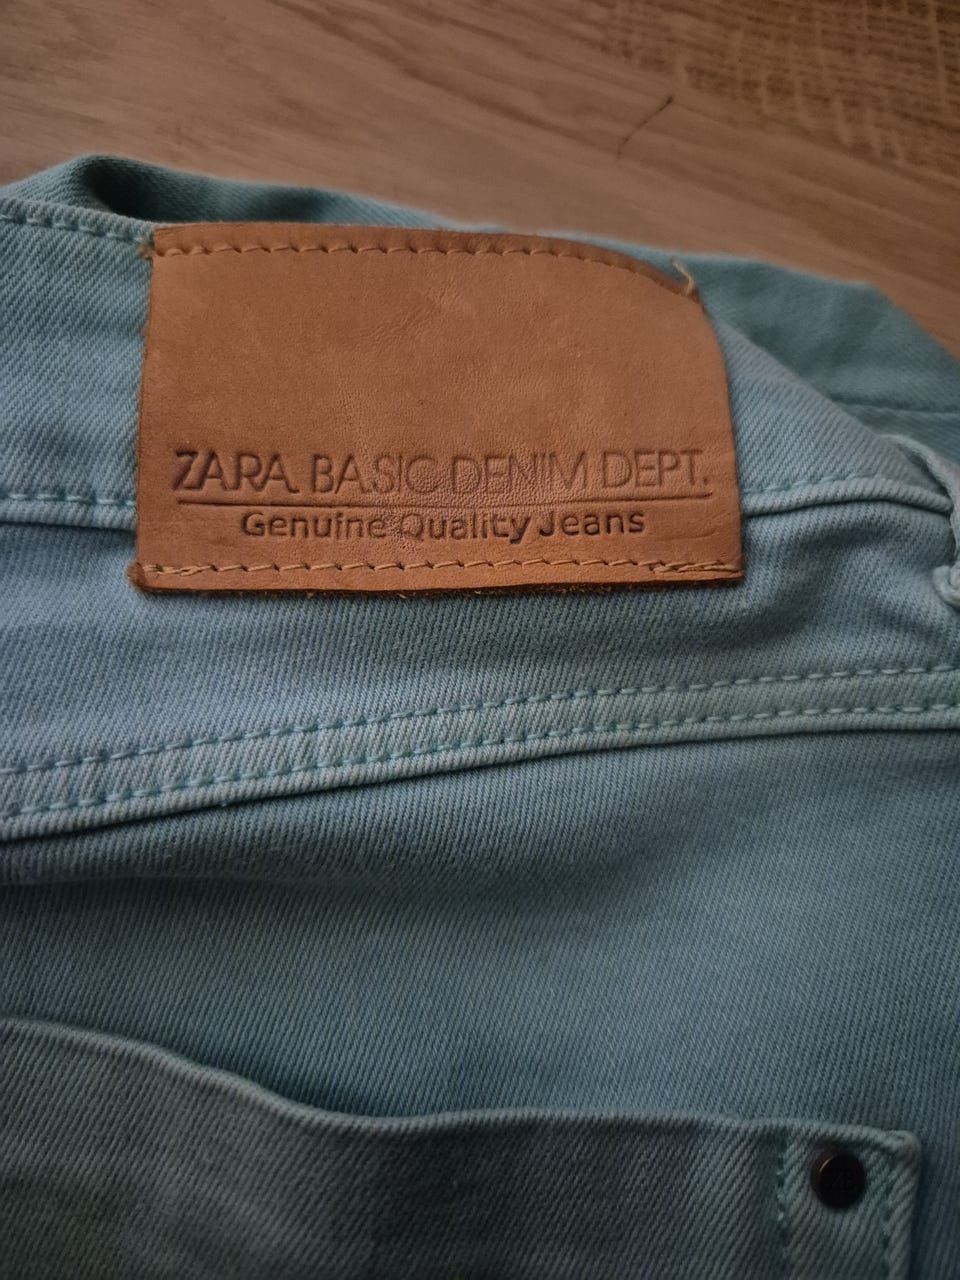 ZARA BASIC DENIM DEPT.
Genuine Quality Jeans